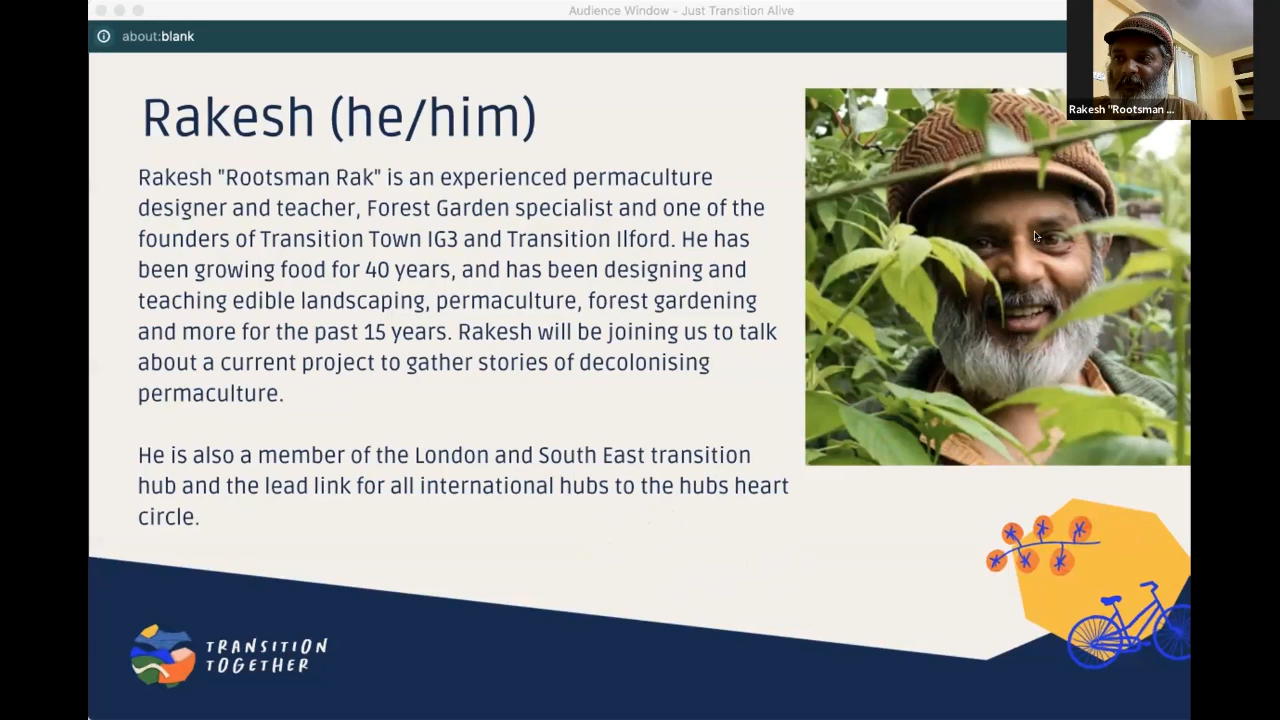 Audience Window - Just Transition Alive
about:blank
Rakesh "Rootsman ...
Rakesh (he/him)
Rakesh "Rootsman Rak" is an experienced permaculture
designer and teacher, Forest Garden specialist and one of the
founders of Transition Town IG3 and Transition Ilford. He has
been growing food for 40 years, and has been designing and
teaching edible landscaping, permaculture, forest gardening
and more for the past 15 years. Rakesh will be joining us to talk
about a current project to gather stories of decolonising
permaculture.
He is also a member of the London and South East transition
hub and the lead link for all international hubs to the hubs heart
circle.
TRANSITION
TOGETHER